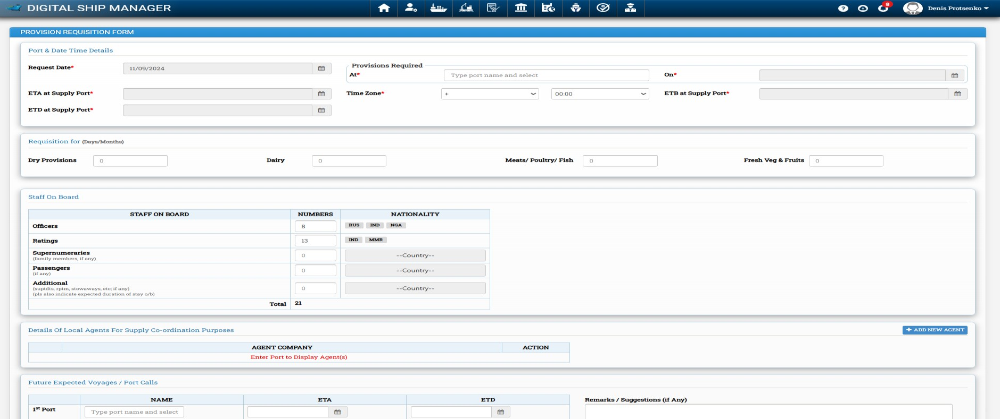 DIGITAL SHIP MANAGER
8
Denis Protsenko
PROVISION REQUISITION FORM
Port & Date Time Details
Request Date* 11/09/2024
Provisions Required
At* Type port name and select On*
ETA at Supply Port* Time Zone* + 00:00 ETB at Supply Port*
ETD at Supply Port*
Requisition for (Days/Months)
Dry Provisions 0 Dairy 0 Meats/ Poultry/ Fish 0 Fresh Veg & Fruits 0
Staff On Board
STAFF ON BOARD NUMBERS NATIONALITY
Officers 8 RUS IND NGA
Ratings 13 IND MMR
Supernumeraries 0 --Country--
(family members, if any)
Passengers 0 --Country--
(if any)
Additional 0 --Country--
(suptdts, rptm, stowaways, etc; if any)
(pls also indicate expected duration of stay o/b)
Total 21
Details Of Local Agents For Supply Co-ordination Purposes
ADD NEW AGENT
AGENT COMPANY ACTION
Enter Port to Display Agent(s)
Future Expected Voyages / Port Calls
NAME ETA ETD Remarks / Suggestions (if Any)
1st Port Type port name and select